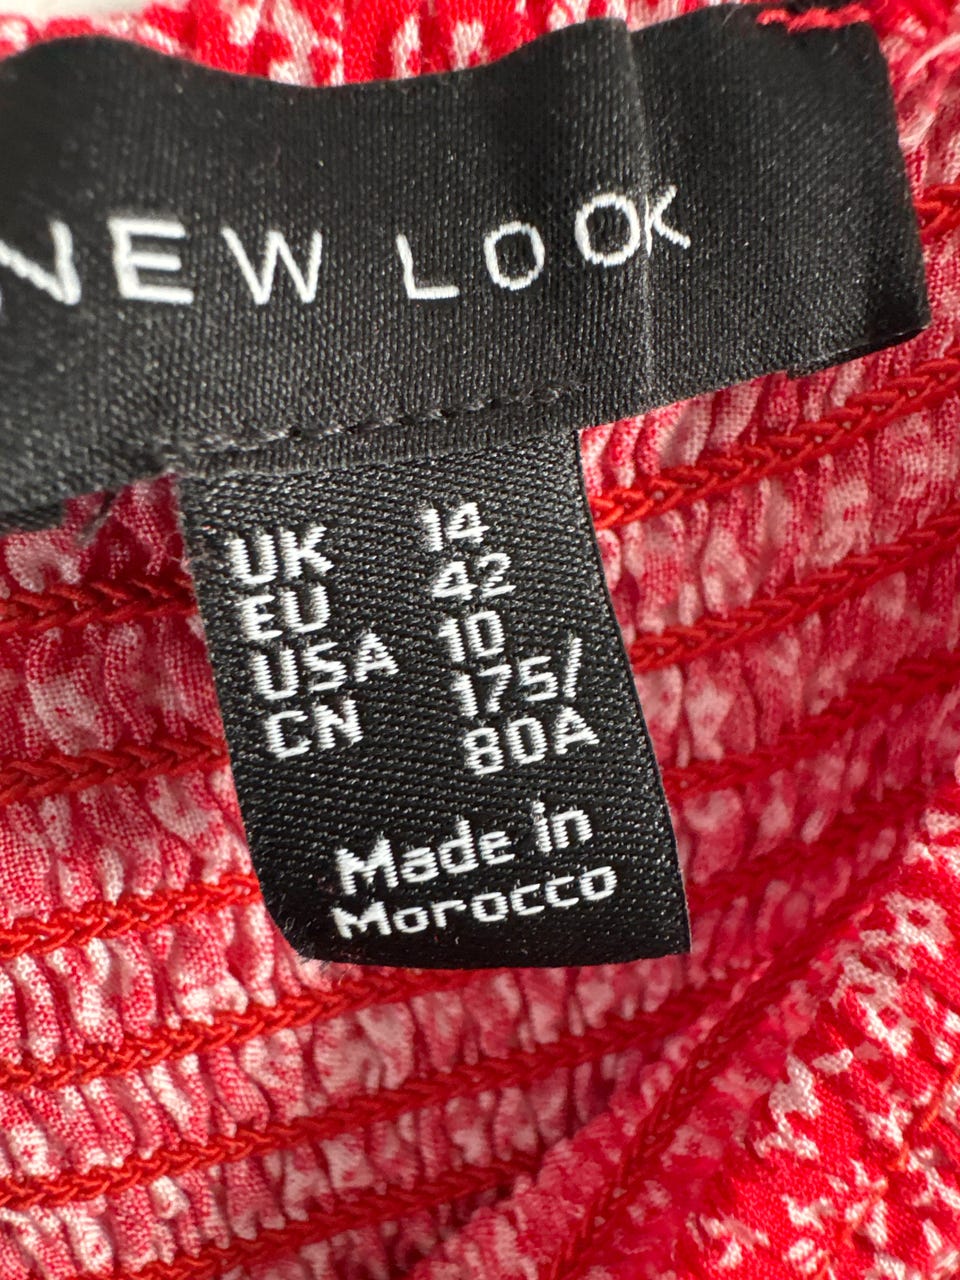 NEW LOOK
UK 14
EU 42
USA 10
CN 175/
80A
Made in
Morocco